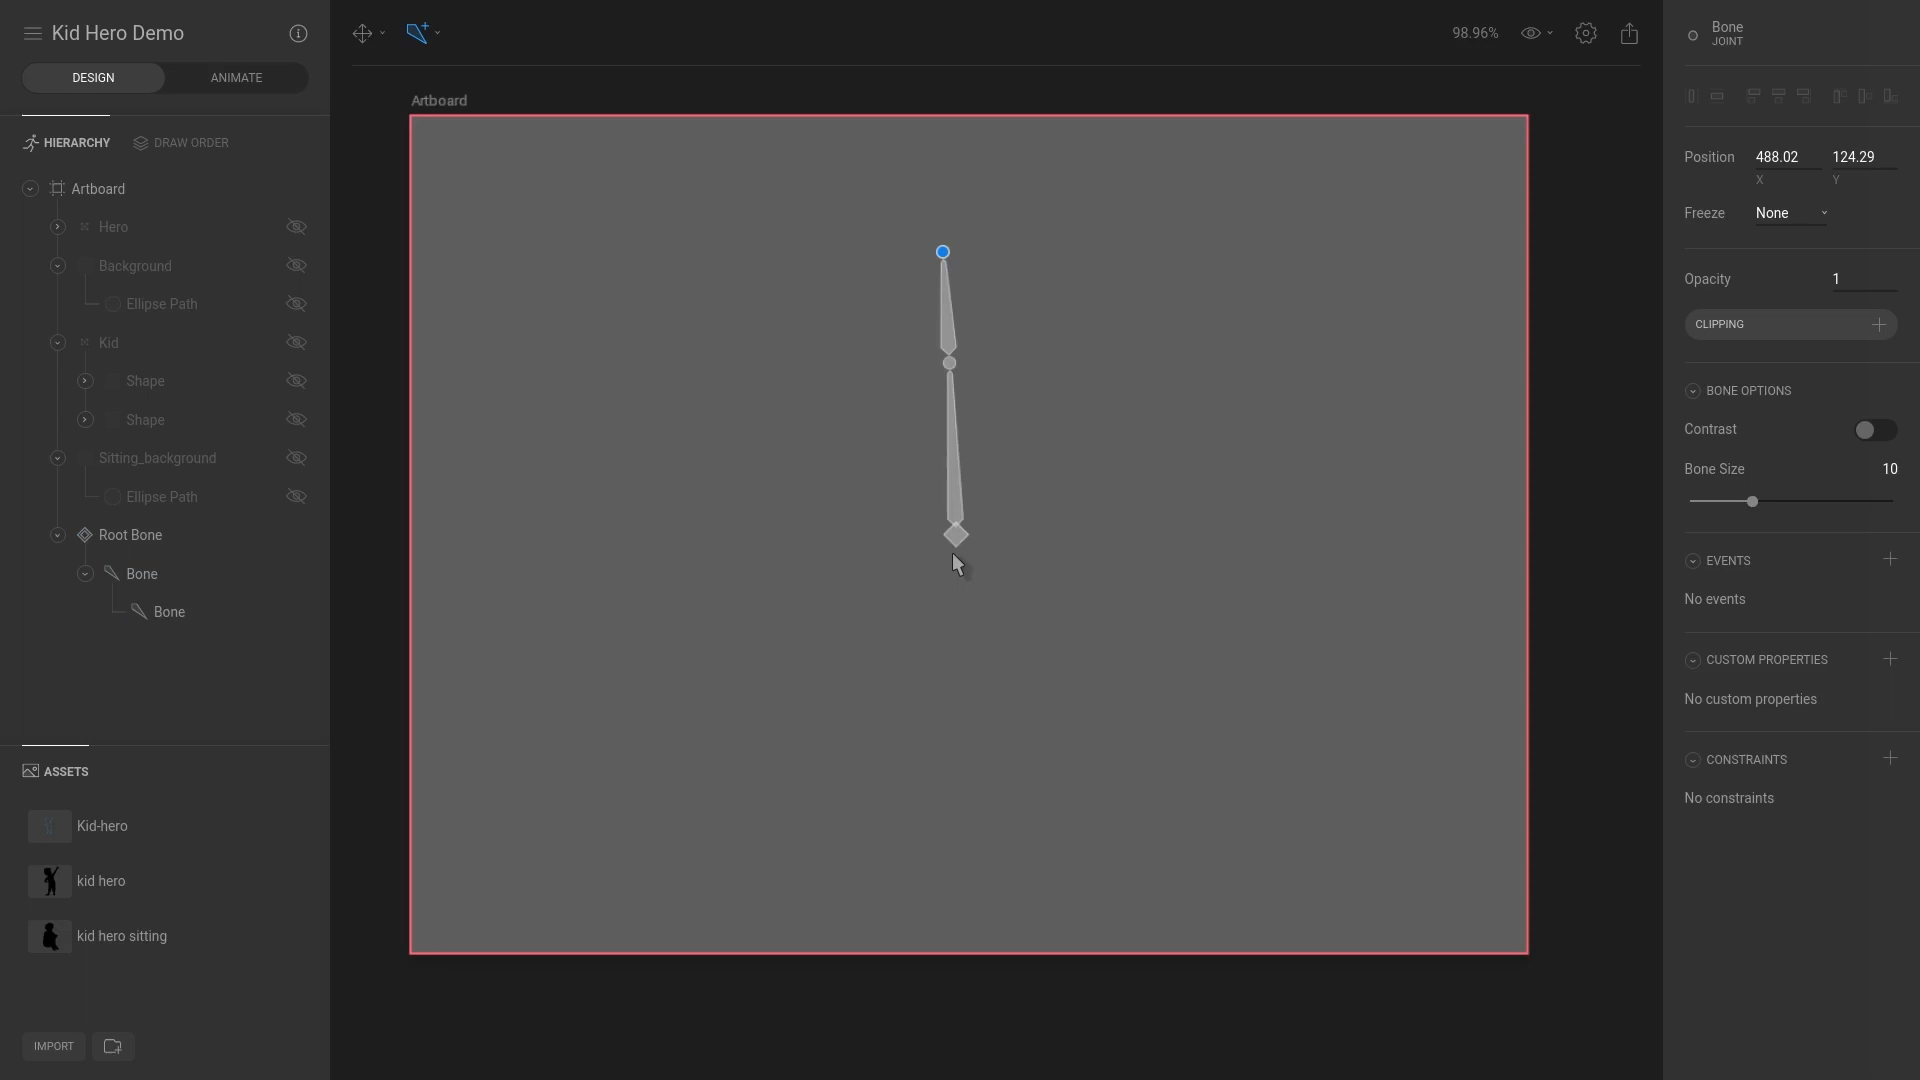 Kid Hero Demo
DESIGN
ANIMATE
HIERARCHY
DRAW ORDER
Artboard
Hero
Background
Ellipse Path
Kid
Shape
Shape
Sitting_background
Ellipse Path
Root Bone
Bone
Bone
ASSETS
Kid-hero
kid hero
kid hero sitting
IMPORT
98.96%
Artboard
Bone
JOINT
Position 488.02 124.29
X Y
Freeze None
Opacity 1
CLIPPING
BONE OPTIONS
Contrast
Bone Size 10
EVENTS
No events
CUSTOM PROPERTIES
No custom properties
CONSTRAINTS
No constraints